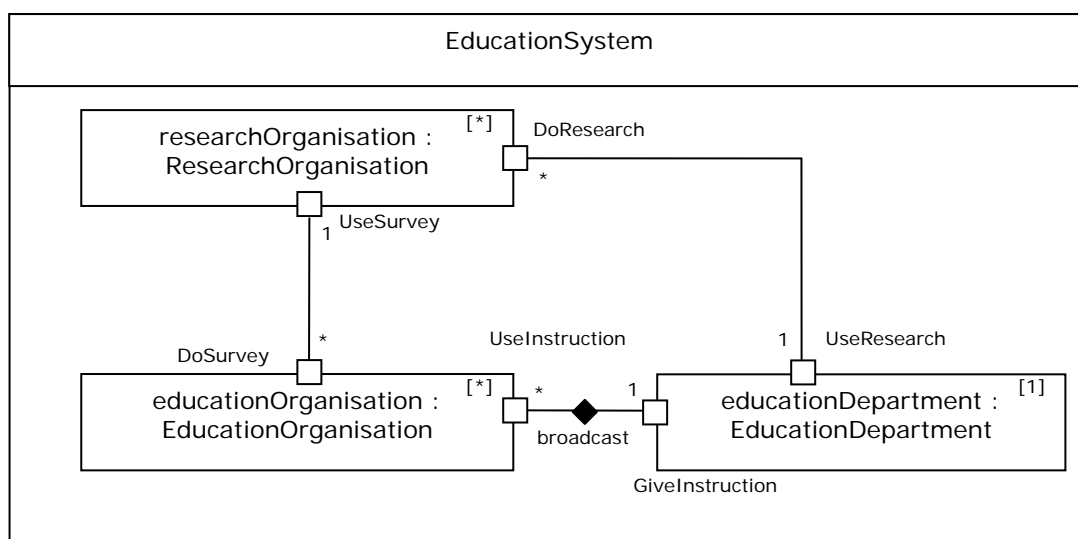 EducationSystem
researchOrganisation :
ResearchOrganisation
[*]
DoResearch
*
UseSurvey
1
*
DoSurvey
UseInstruction
1
UseResearch
educationOrganisation :
EducationOrganisation
[*]
*
broadcast
1
educationDepartment :
EducationDepartment
[1]
GiveInstruction